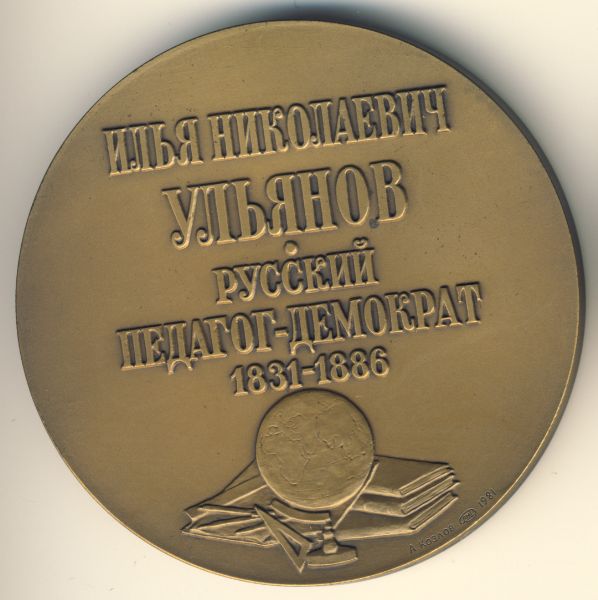 ИЛЬЯ НИКОЛАЕВИЧ
УЛЬЯНОВ
РУССКИЙ
ПЕДАГОГ-ДЕМОКРАТ
1831-1886
А КОЗЛОВ 1981